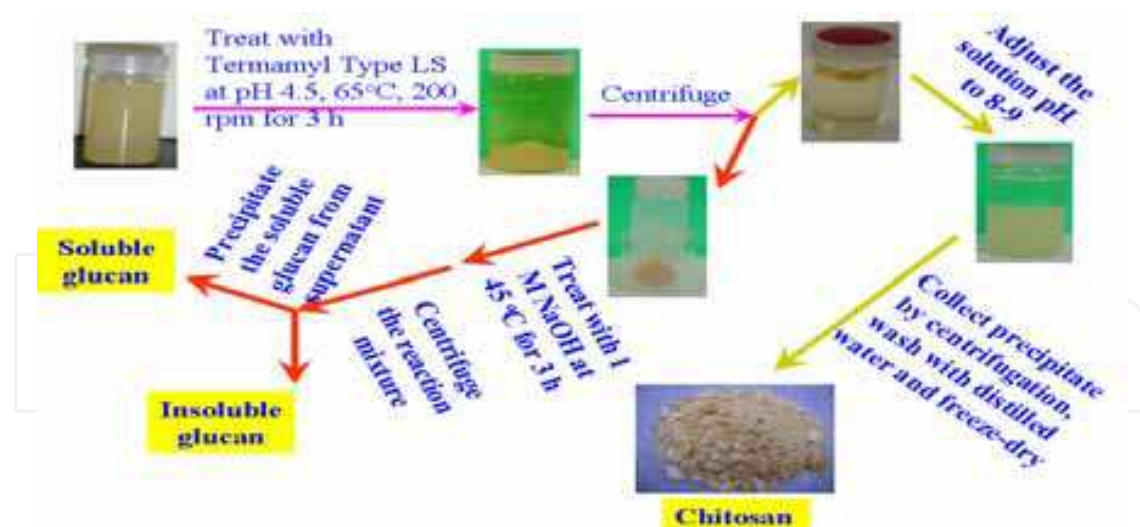 Treat with
Termamyl Type LS
at pH 4.5, 65°C, 200
rpm for 3 h
Centrifuge
Adjust the
solution pH
to 8-9
Precipitate
the soluble
glucan from
supernatant
Soluble
glucan
Treat with 1
M NaOH at
45 °C for 3 h
Centrifuge
the reaction
mixture
Insoluble
glucan
Collect precipitate
by centrifugation,
wash with distilled
water and freeze-dry
Chitosan